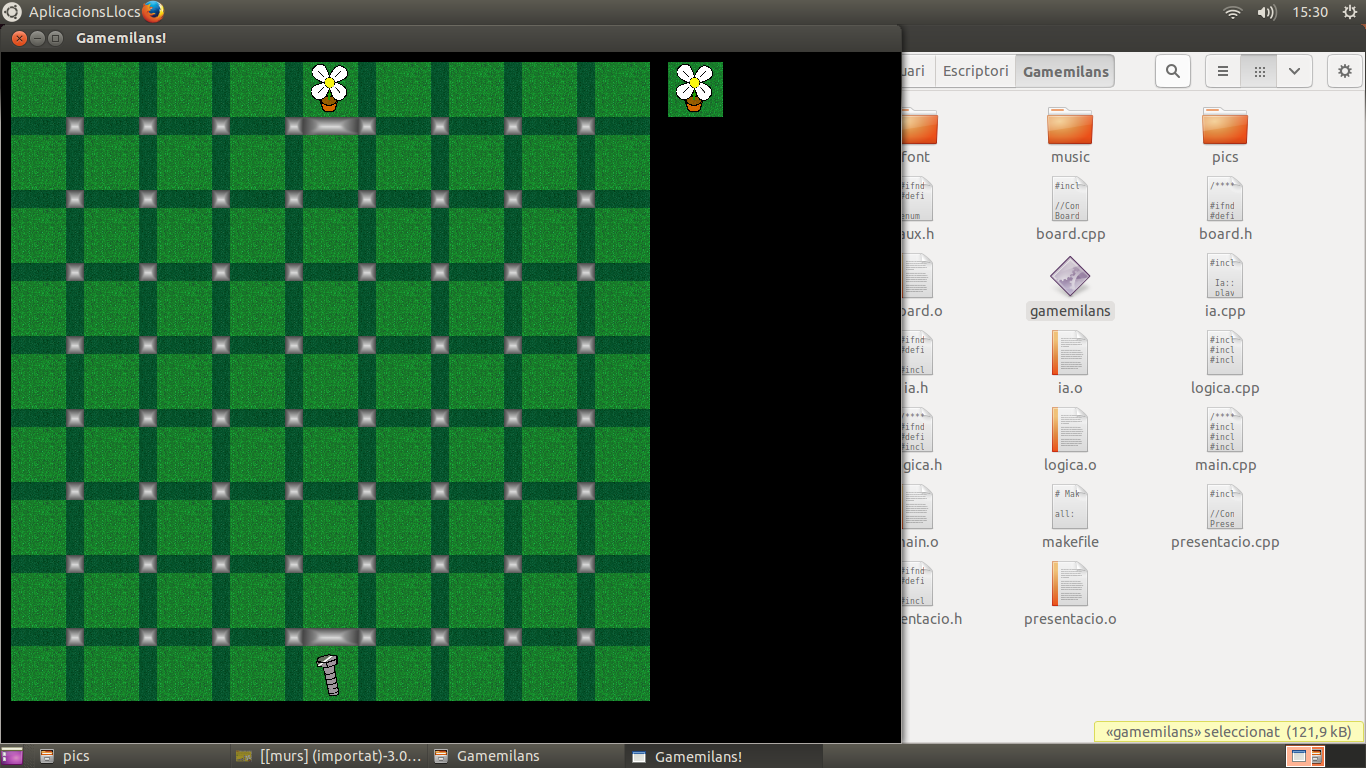 AplicacionsLlocs
15:30
Gamemilans!
uari
Escriptori
Gamemilans
font
music
pics
#ifnd
#defi
enum
#incl
//Con
Board
/****
#ifnd
#defi
aux.h
board.cpp
board.h
#incl
Ia::
play
oard.o
gamemilans
ia.cpp
#ifnd
#defi
#incl
#incl
#incl
#incl
ia.h
ia.o
logica.cpp
/****
#ifnd
#defi
#incl
/****
#incl
#incl
#incl
gica.h
logica.o
main.cpp
# Mak
all:
#incl
//Con
Prese
ain.o
makefile
presentacio.cpp
#ifnd
#defi
#incl
entacio.h
presentacio.o
«gamemilans» seleccionat (121,9 kB)
pics
[[murs] (importat)-3.0...
Gamemilans
Gamemilans!